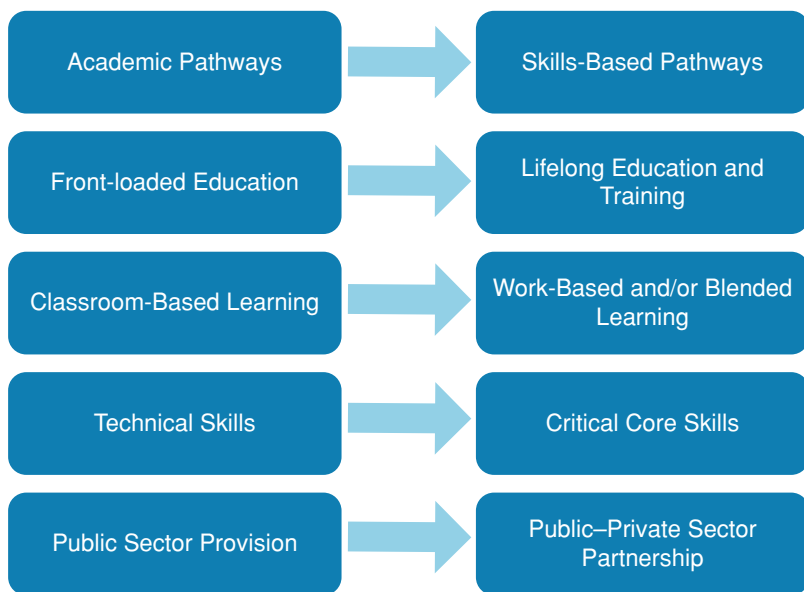 Academic Pathways
Skills-Based Pathways
Front-loaded Education
Lifelong Education and
Training
Classroom-Based Learning
Work-Based and/or Blended
Learning
Technical Skills
Critical Core Skills
Public Sector Provision
Public–Private Sector
Partnership